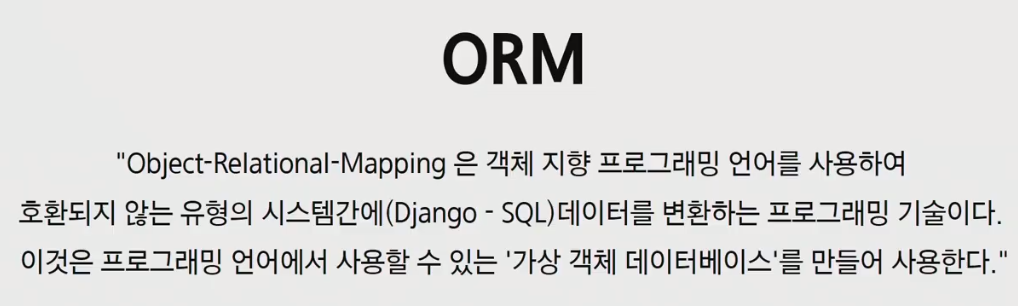 ORM
"Object-Relational-Mapping 은 객체 지향 프로그래밍 언어를 사용하여
호환되지 않는 유형의 시스템간에(Django - SQL)데이터를 변환하는 프로그래밍 기술이다.
이것은 프로그래밍 언어에서 사용할 수 있는 '가상 객체 데이터베이스'를 만들어 사용한다."